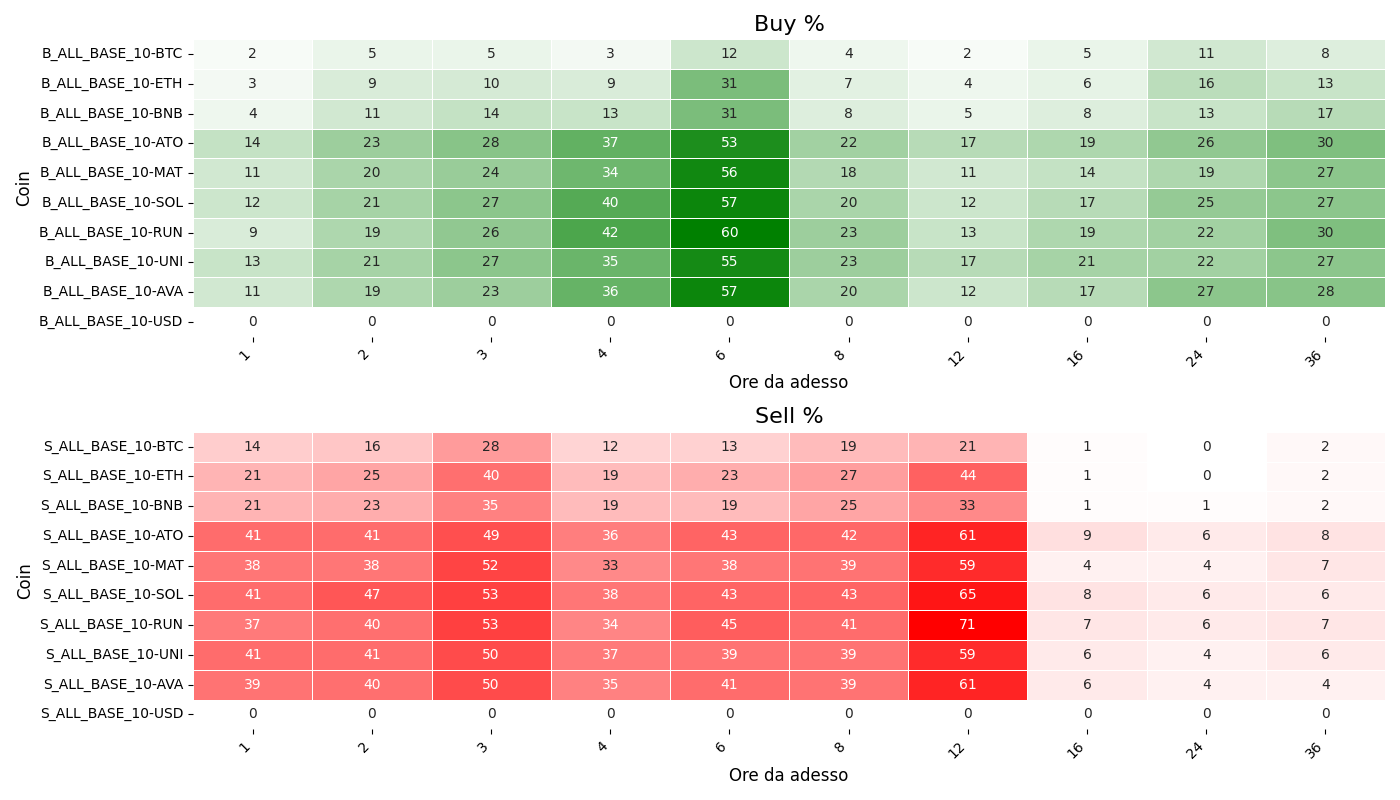 Buy %
Coin
B_ALL_BASE_10-BTC 2 5 5 3 12 4 2 5 11 8
B_ALL_BASE_10-ETH 3 9 10 9 31 7 4 6 16 13
B_ALL_BASE_10-BNB 4 11 14 13 31 8 5 8 13 17
B_ALL_BASE_10-ATO 14 23 28 37 53 22 17 19 26 30
B_ALL_BASE_10-MAT 11 20 24 34 56 18 11 14 19 27
B_ALL_BASE_10-SOL 12 21 27 40 57 20 12 17 25 27
B_ALL_BASE_10-RUN 9 19 26 42 60 23 13 19 22 30
B_ALL_BASE_10-UNI 13 21 27 35 55 23 17 21 22 27
B_ALL_BASE_10-AVA 11 19 23 36 57 20 12 17 27 28
B_ALL_BASE_10-USD 0 0 0 0 0 0 0 0 0 0
1 2 3 4 6 8 12 16 24 36
Ore da adesso
Sell %
Coin
S_ALL_BASE_10-BTC 14 16 28 12 13 19 21 1 0 2
S_ALL_BASE_10-ETH 21 25 40 19 23 27 44 1 0 2
S_ALL_BASE_10-BNB 21 23 35 19 19 25 33 1 1 2
S_ALL_BASE_10-ATO 41 41 49 36 43 42 61 9 6 8
S_ALL_BASE_10-MAT 38 38 52 33 38 39 59 4 4 7
S_ALL_BASE_10-SOL 41 47 53 38 43 43 65 8 6 6
S_ALL_BASE_10-RUN 37 40 53 34 45 41 71 7 6 7
S_ALL_BASE_10-UNI 41 41 50 37 39 39 59 6 4 6
S_ALL_BASE_10-AVA 39 40 50 35 41 39 61 6 4 4
S_ALL_BASE_10-USD 0 0 0 0 0 0 0 0 0 0
1 2 3 4 6 8 12 16 24 36
Ore da adesso